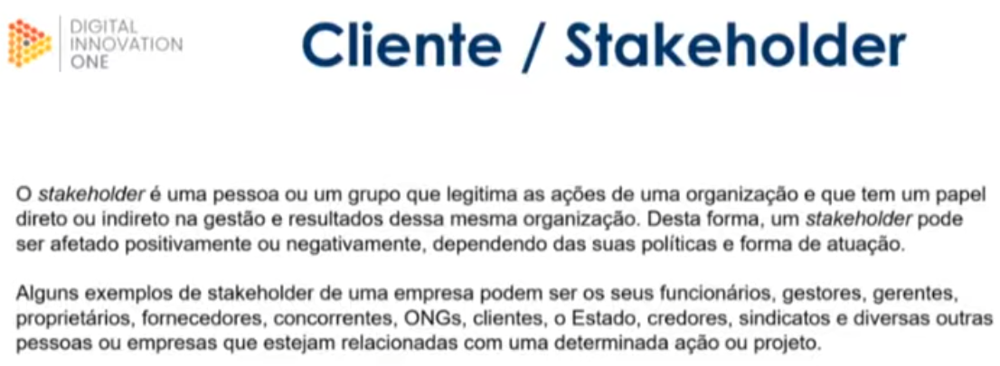 DIGITAL
INNOVATION
ONE
Cliente / Stakeholder
O stakeholder é uma pessoa ou um grupo que legitima as ações de uma organização e que tem um papel
direto ou indireto na gestão e resultados dessa mesma organização. Desta forma, um stakeholder pode
ser afetado positivamente ou negativamente, dependendo das suas políticas e forma de atuação.
Alguns exemplos de stakeholder de uma empresa podem ser os seus funcionários, gestores, gerentes,
proprietários, fornecedores, concorrentes, ONGs, clientes, o Estado, credores, sindicatos e diversas outras
pessoas ou empresas que estejam relacionadas com uma determinada ação ou projeto.